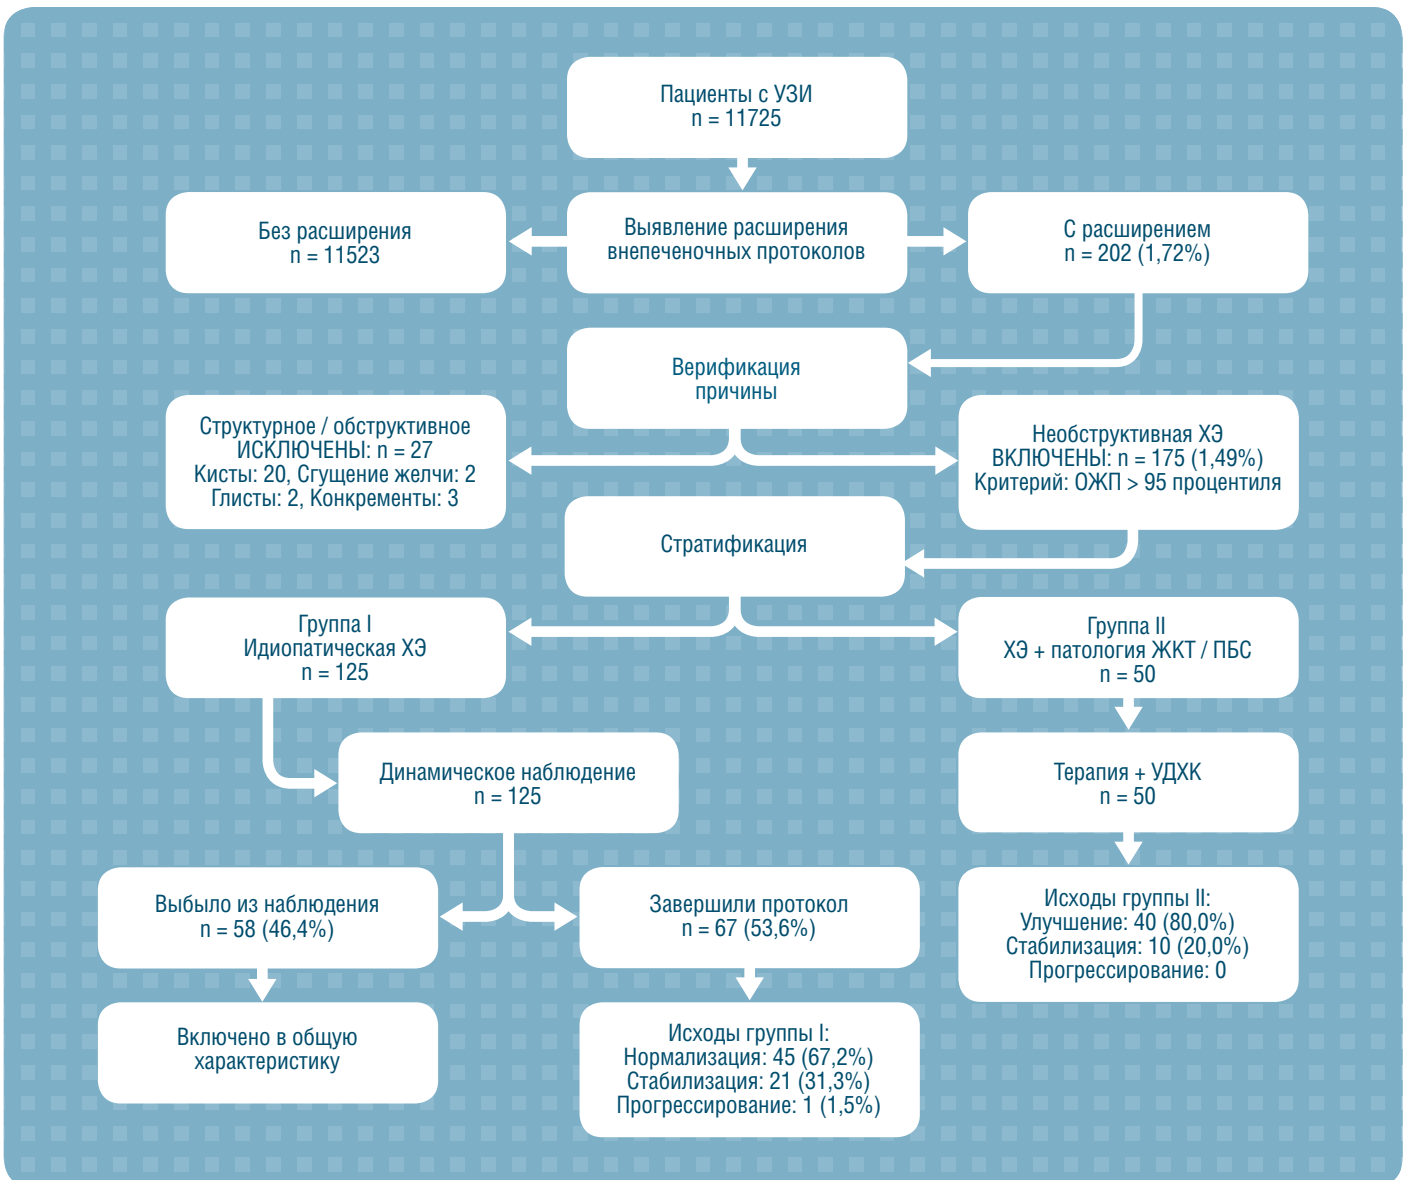 Пациенты с УЗИ
n = 11725
Без расширения
n = 11523
Выявление расширения
внепеченочных протоколов
С расширением
n = 202 (1,72%)
Верификация
причины
Структурное / обструктивное
ИСКЛЮЧЕНЫ: n = 27
Кисты: 20, Сгущение желчи: 2
Глисты: 2, Конкременты: 3
Необструктивная ХЭ
ВКЛЮЧЕНЫ: n = 175 (1,49%)
Критерий: ОЖП > 95 процентиля
Стратификация
Группа I
Идиопатическая ХЭ
n = 125
Группа II
ХЭ + патология ЖКТ / ПБС
n = 50
Динамическое наблюдение
n = 125
Терапия + УДХК
n = 50
Выбыло из наблюдения
n = 58 (46,4%)
Завершили протокол
n = 67 (53,6%)
Исходы группы II:
Улучшение: 40 (80,0%)
Стабилизация: 10 (20,0%)
Прогрессирование: 0
Включено в общую
характеристику
Исходы группы I:
Нормализация: 45 (67,2%)
Стабилизация: 21 (31,3%)
Прогрессирование: 1 (1,5%)